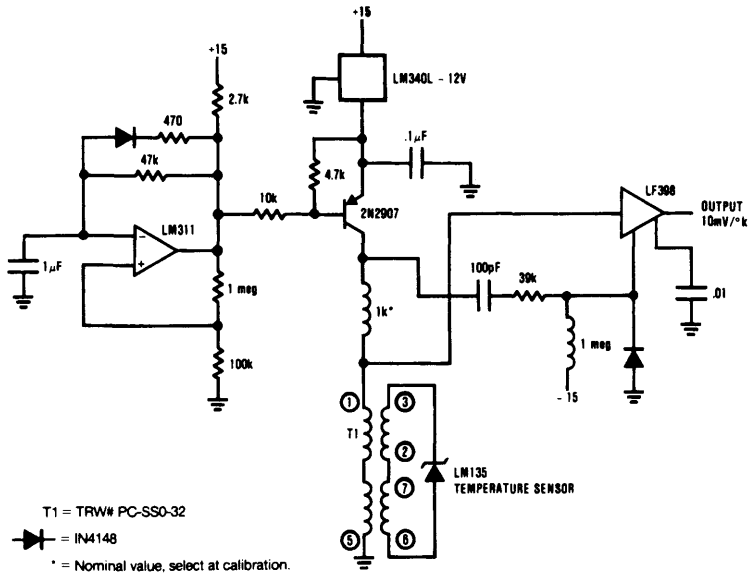 +15
+15
LM340L - 12V
2.7k
470
47k
4.7k
.1µF
10k
2N2907
LM311
-
+
1µF
1 meg
100k
LF398
OUTPUT
10mV/°k
100pF
39k
1k*
1 meg
.01
- 15
1
3
T1
2
7
5
6
LM135
TEMPERATURE SENSOR
T1 = TRW# PC-SS0-32
= IN4148
* = Nominal value, select at calibration.